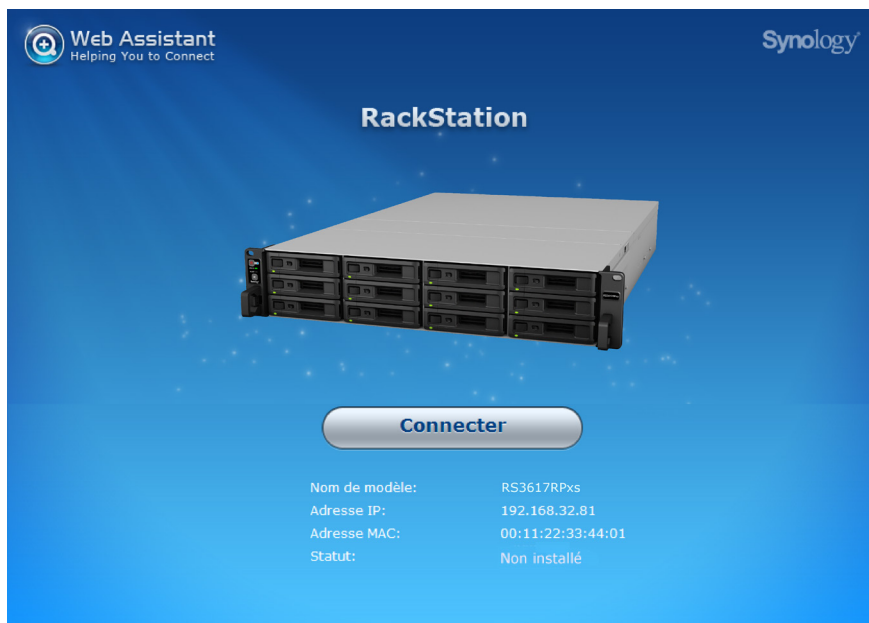 Web Assistant
Helping You to Connect
Synology
RackStation
Connecter
Nom de modèle: RS3617RPxs
Adresse IP: 192.168.32.81
Adresse MAC: 00:11:22:33:44:01
Statut: Non installé